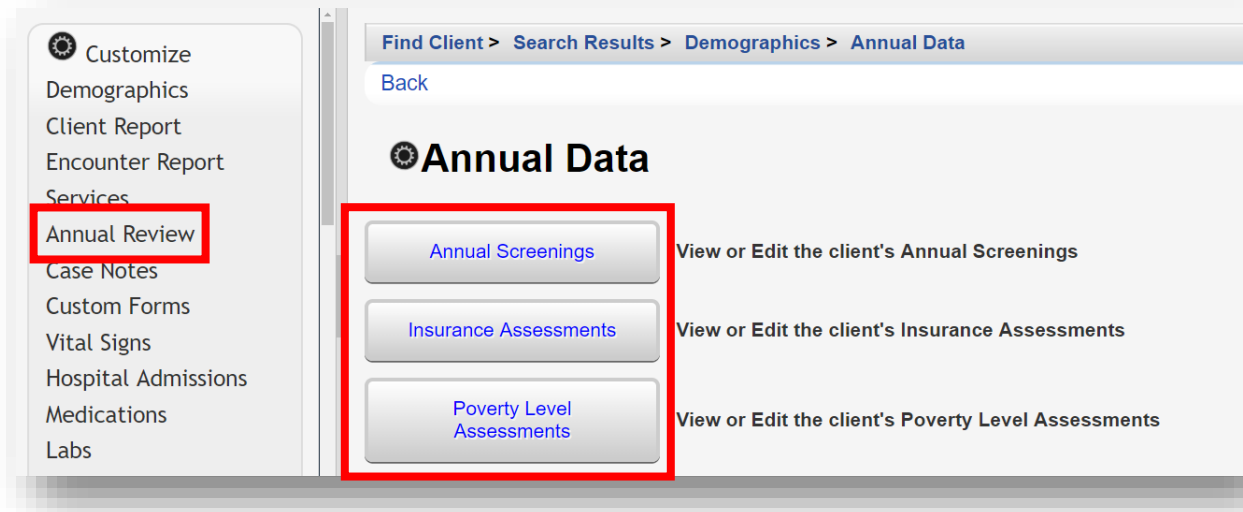 Customize
Demographics
Client Report
Encounter Report
Services
Annual Review
Case Notes
Custom Forms
Vital Signs
Hospital Admissions
Medications
Labs
Find Client > Search Results > Demographics > Annual Data
Back
Annual Data
Annual Screenings
View or Edit the client's Annual Screenings
Insurance Assessments
View or Edit the client's Insurance Assessments
Poverty Level
Assessments
View or Edit the client's Poverty Level Assessments